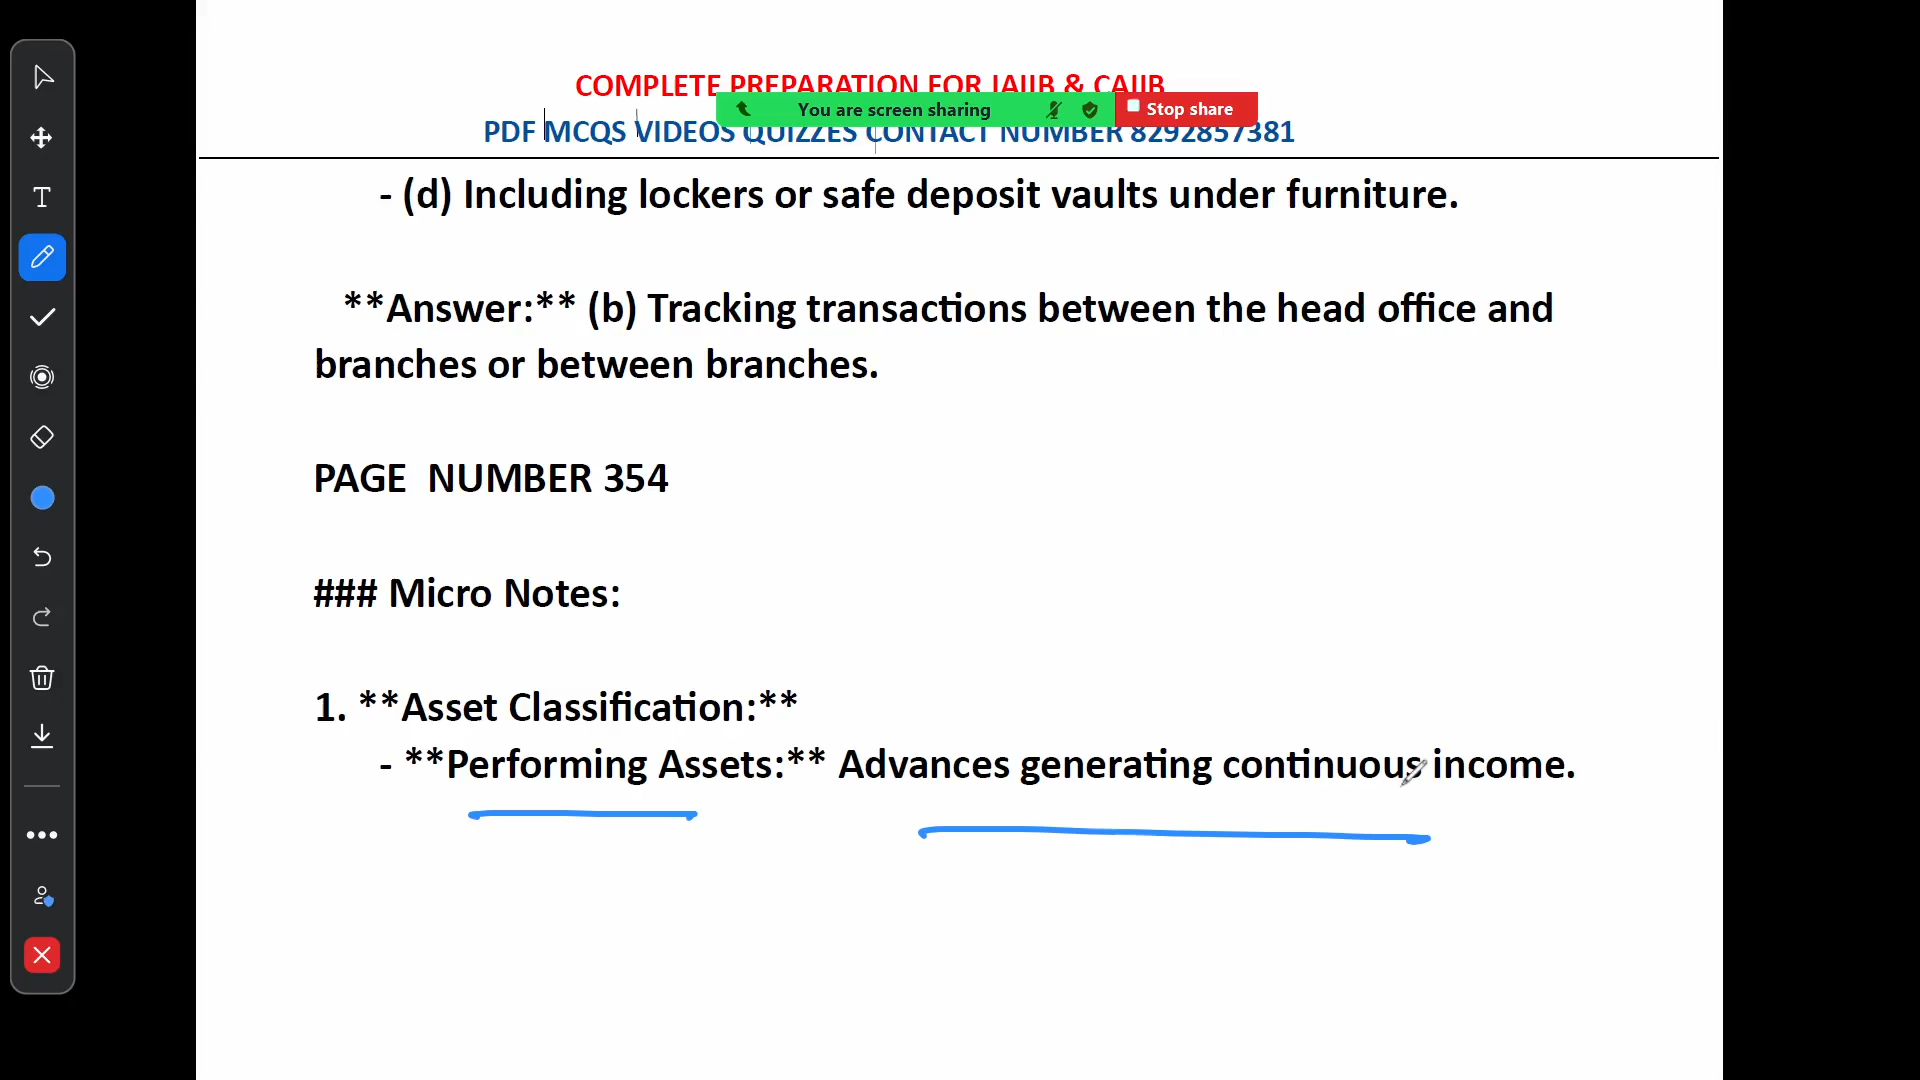 COMPLETE PREPARATION FOR JAIIB & CAIIB
You are screen sharing
Stop share
PDF MCQS VIDEOS QUIZZES CONTACT NUMBER 8292857381
- (d) Including lockers or safe deposit vaults under furniture.
**Answer:** (b) Tracking transactions between the head office and
branches or between branches.
PAGE NUMBER 354
### Micro Notes:
1. **Asset Classification:**
- **Performing Assets:** Advances generating continuous income.